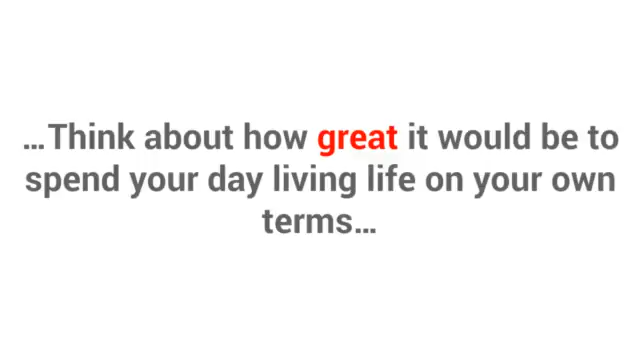 ...Think about how great it would be to
spend your day living life on your own
terms...